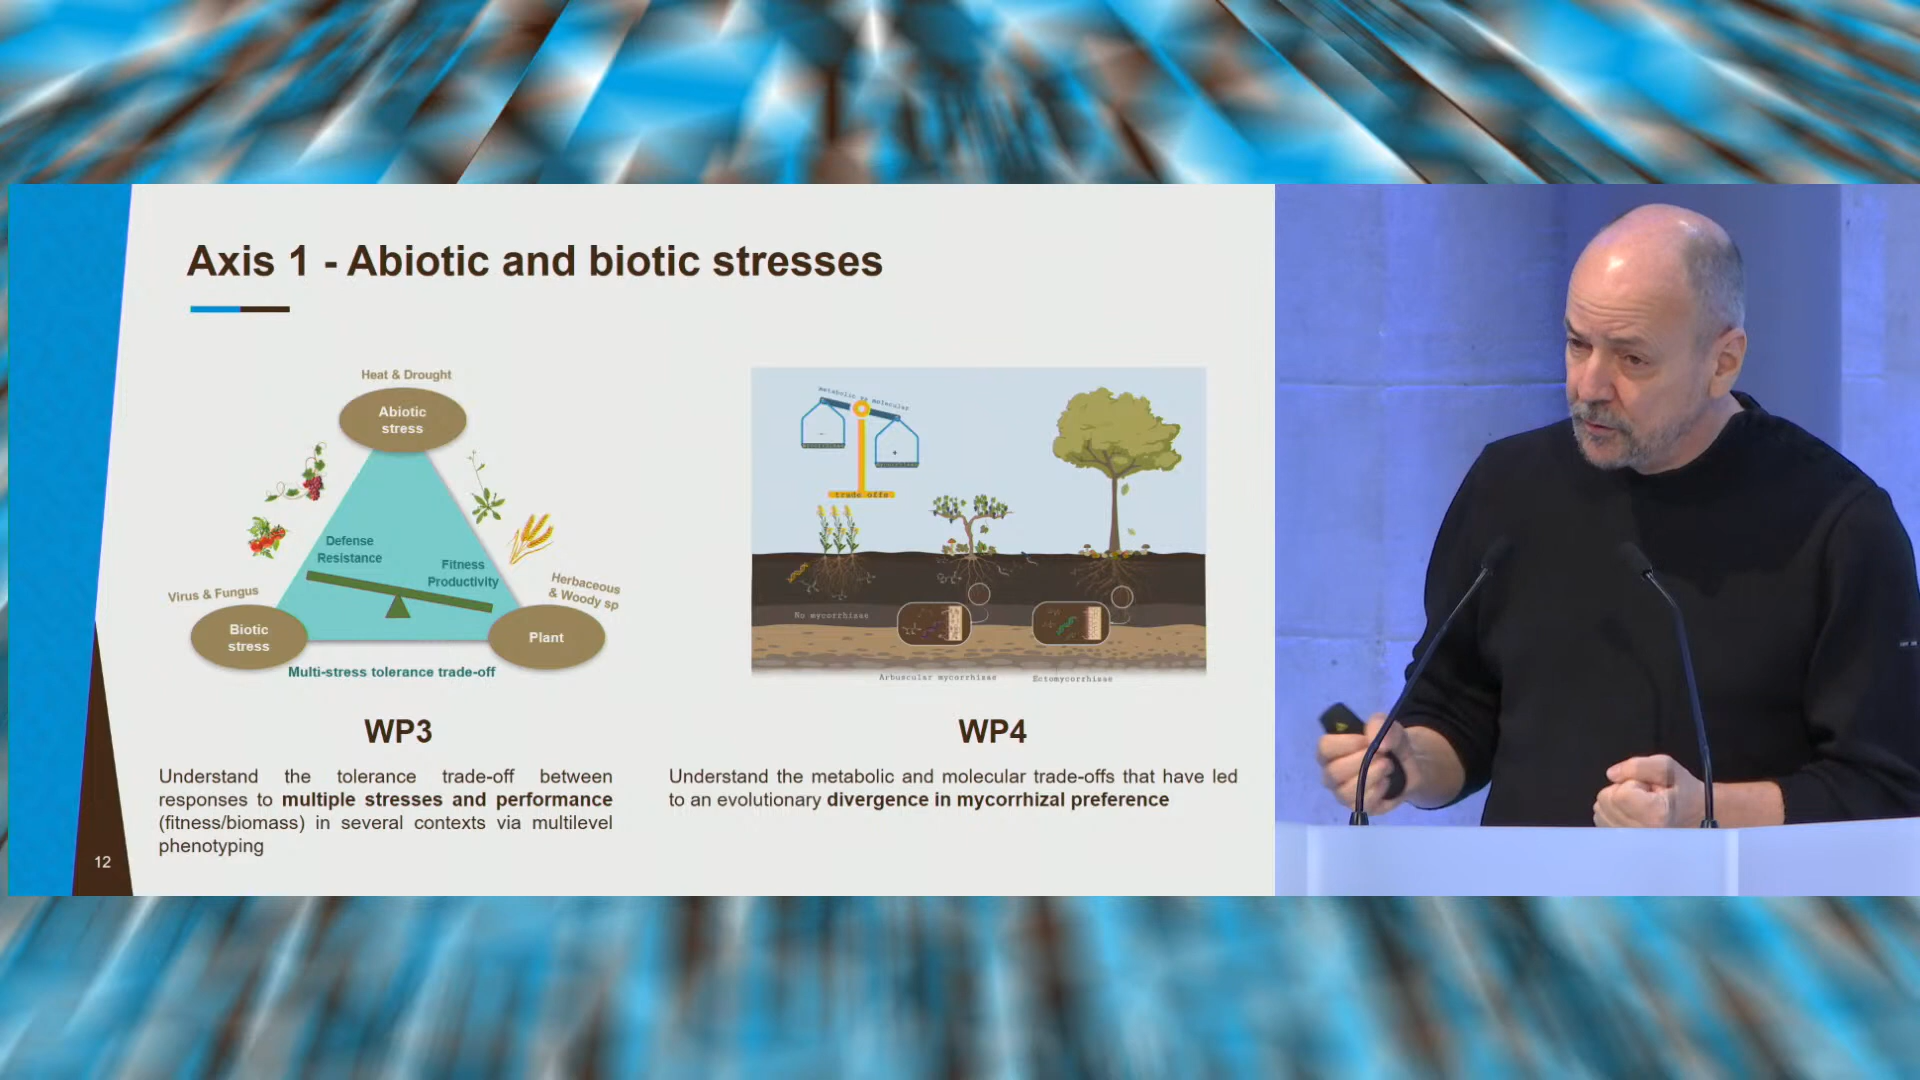 Axis 1 - Abiotic and biotic stresses
Heat & Drought
Abiotic
stress
Defense
Resistance
Fitness
Productivity
Virus & Fungus
Herbaceous
& Woody sp
Biotic
stress
Plant
Multi-stress tolerance trade-off
WP3
Understand the tolerance trade-off between
responses to multiple stresses and performance
(fitness/biomass) in several contexts via multilevel
phenotyping
metabolic vs molecular
trade offs
No mycorrhizae
Arbuscular mycorrhizae
Ectomycorrhizae
WP4
Understand the metabolic and molecular trade-offs that have led
to an evolutionary divergence in mycorrhizal preference
12